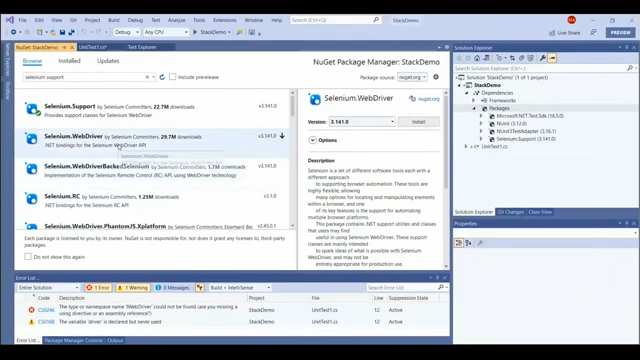 File Edit View Project Build Debug Test Analyze Tools Extensions Window Help Search (Ctrl+Q) StackDemo
Debug Any CPU StackDemo PREVIEW
Server Explorer
Toolbox
NuGet: StackDemo UnitTest1.cs* Test Explorer
Browse Installed Updates NuGet Package Manager: StackDemo
selenium support Include prerelease Package source: nuget.org
Selenium.Support by Selenium Committers, 22.7M downloads v3.141.0
Provides support classes for Selenium WebDriver
Selenium.WebDriver by Selenium Committers, 29.7M downloads v3.141.0
.NET bindings for the Selenium WebDriver API
Selenium.WebDriver
Selenium.WebDriverBackedSelenium 1.7M downloads v3.141.0
Implementation of the Selenium Remote Control (RC) API using WebDriver technology
Selenium.RC by Selenium Committers, 1.25M downloads v3.141.0
.NET bindings for the Selenium RC API
Selenium.WebDriver.PhantomJS.Xplatform
Each package is licensed to you by its owner. NuGet is not responsible for, nor does it grant any licenses to, third-party
packages.
Do not show this again
Selenium.WebDriver nuget.org
Version: 3.141.0 Install
Options
Description
Selenium is a set of different software tools each with a
different approach
to supporting browser automation. These tools are
highly flexible, allowing
many options for locating and manipulating elements
within a browser, and one
of its key features is the support for automating
multiple browser platforms.
This package contains the .NET support utilities and
classes that users may
find useful in using Selenium WebDriver. These
support classes are mainly intended
to spark ideas of what is possible with Selenium
WebDriver, and may not be
entirely appropriate for production use.
Solution Explorer
Search Solution Explorer (Ctrl+;)
Solution 'StackDemo' (1 of 1 project)
StackDemo
Dependencies
Frameworks
Packages
Microsoft.NET.Test.Sdk (16.5.0)
NUnit (3.12.0)
NUnit3TestAdapter (3.16.1)
Selenium.Support (3.141.0)
UnitTest1.cs
Solution Explorer Git Changes Class View
Properties
Error List ...
Entire Solution 1 Error 1 Warning 0 Messages Build + IntelliSense Search Error List
Code Description Project File Line Suppression State
CS0246 The type or namespace name 'IWebDriver' could not be found (are you missing a StackDemo UnitTest1.cs 12 Active
using directive or an assembly reference?)
CS0168 The variable 'driver' is declared but never used StackDemo UnitTest1.cs 12 Active
Error List ... Package Manager Console Output